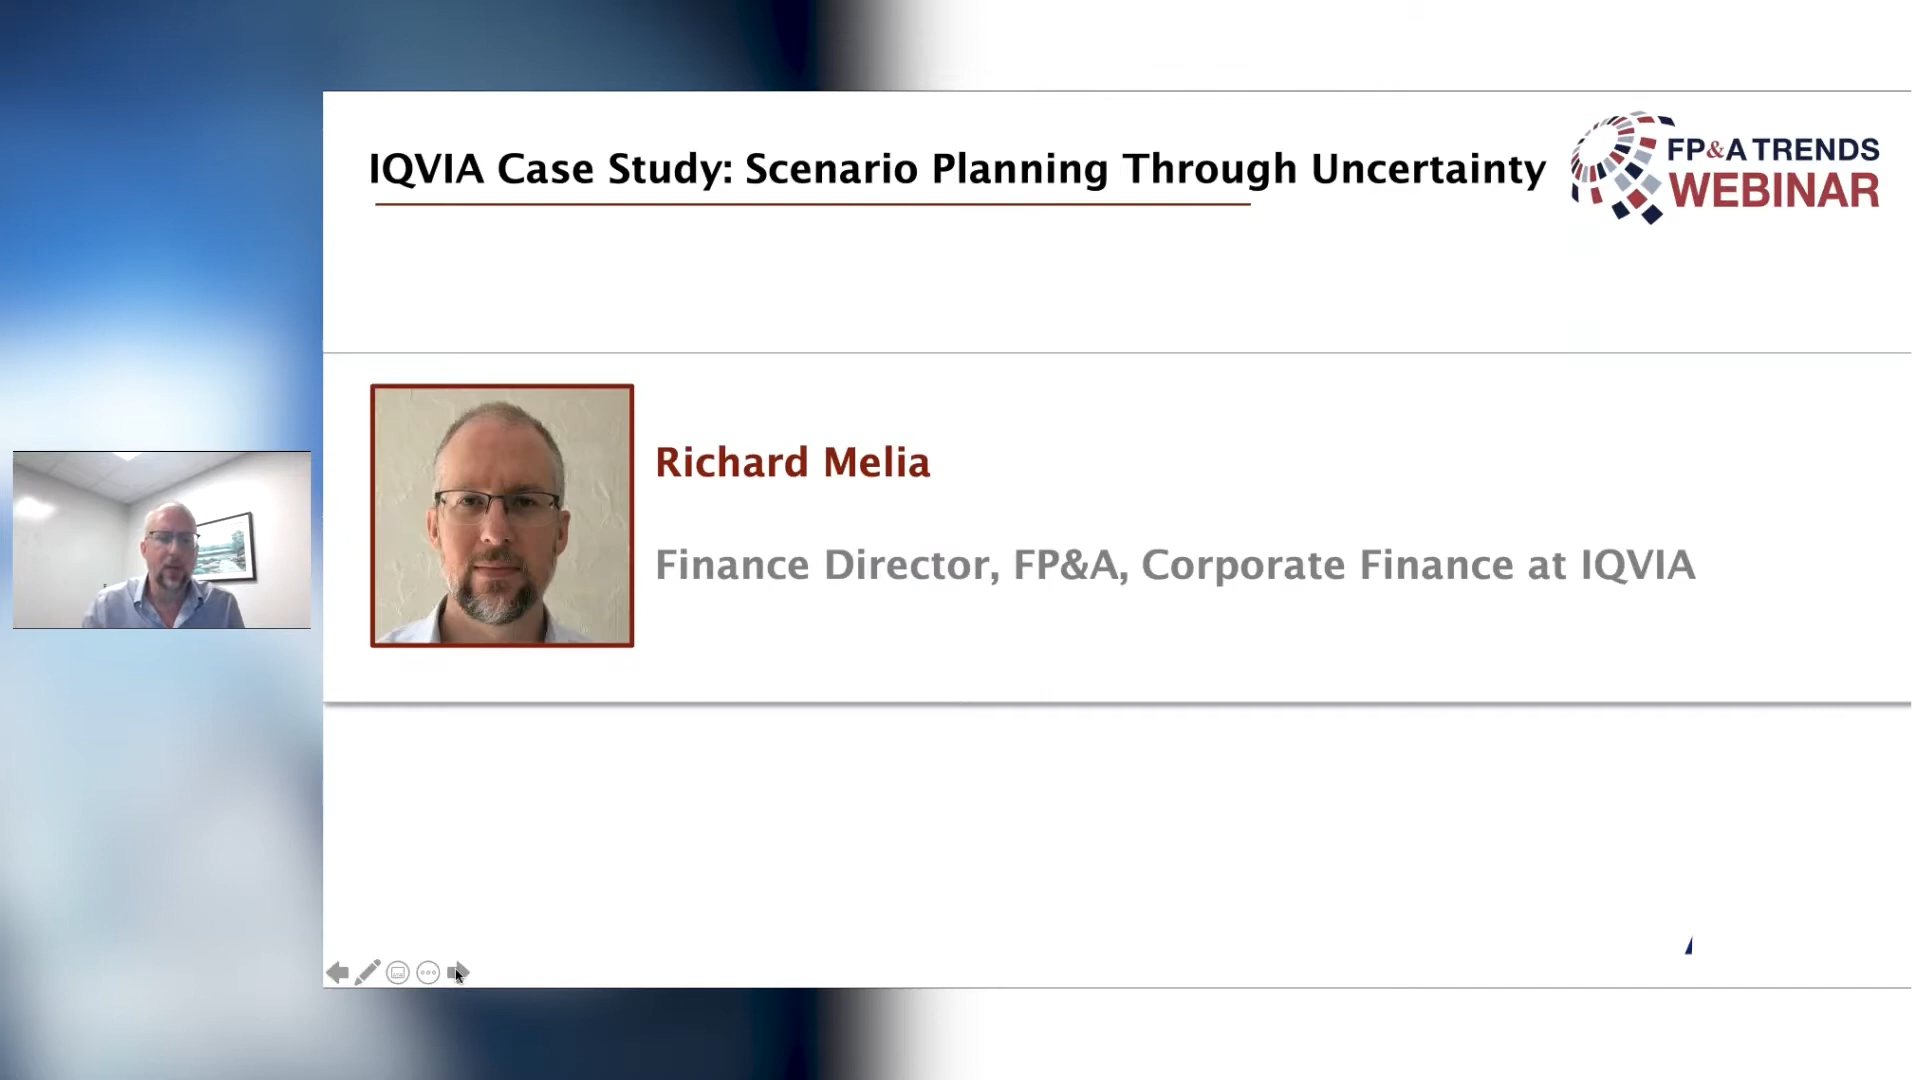 IQVIA Case Study: Scenario Planning Through Uncertainty
FP&A TRENDS
WEBINAR
Richard Melia
Finance Director, FP&A, Corporate Finance at IQVIA